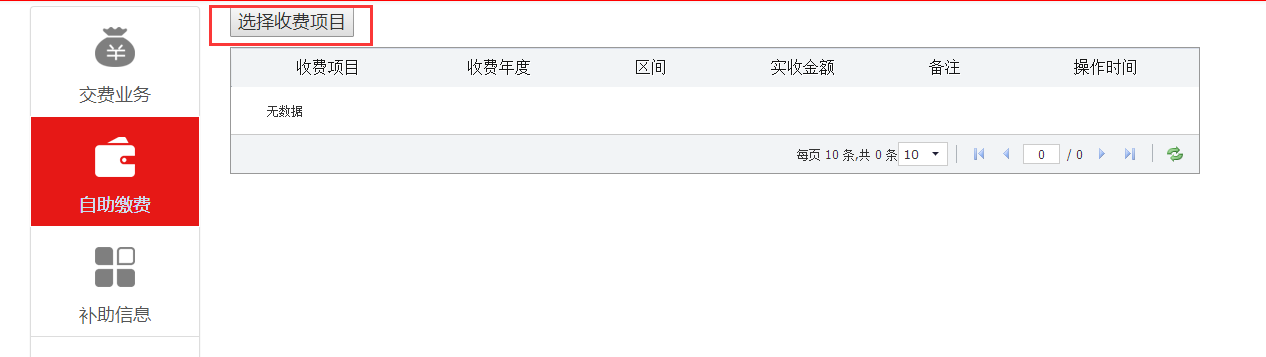 选择收费项目
交费业务
自助缴费
补助信息
收费项目 收费年度 区间 实收金额 备注 操作时间
无数据
每页 10 条,共 0 条 10 0 / 0